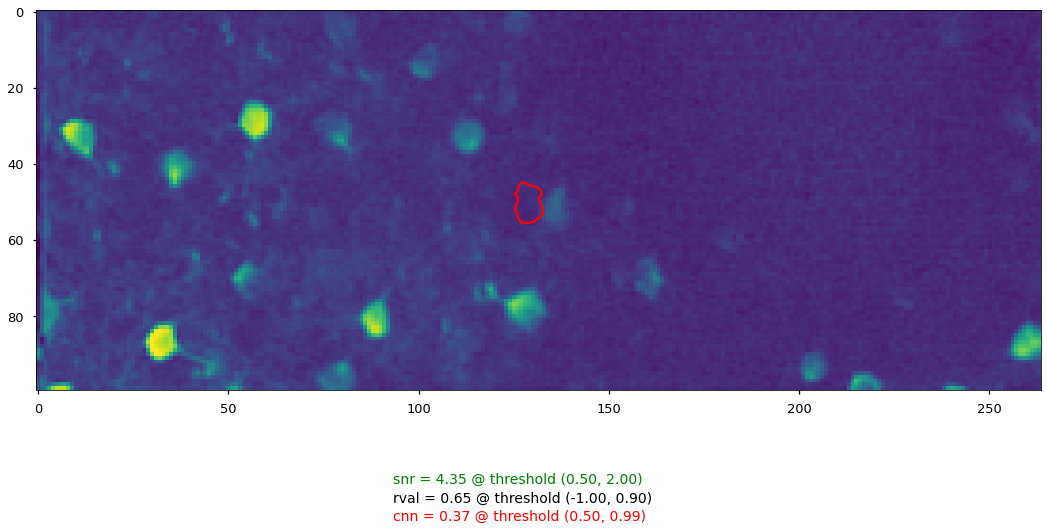 0
20
40
60
80
0 50 100 150 200 250
snr = 4.35 @ threshold (0.50, 2.00)
rval = 0.65 @ threshold (-1.00, 0.90)
cnn = 0.37 @ threshold (0.50, 0.99)